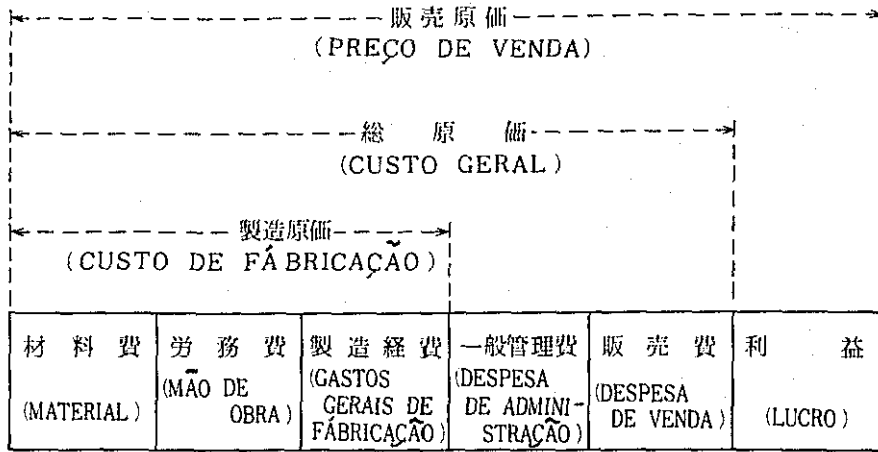 販売原価
(PREÇO DE VENDA)
総原価
(CUSTO GERAL)
製造原価
(CUSTO DE FÁBRICAÇÃO)
材料費
(MATERIAL)
労務費
(MÃO DE
OBRA)
製造経費
(GASTOS
GERAIS DE
FÁBRICAÇÃO)
一般管理費
(DESPESA
DE ADMINI-
STRAÇÃO)
販売費
(DESPESA
DE VENDA)
利益
(LUCRO)